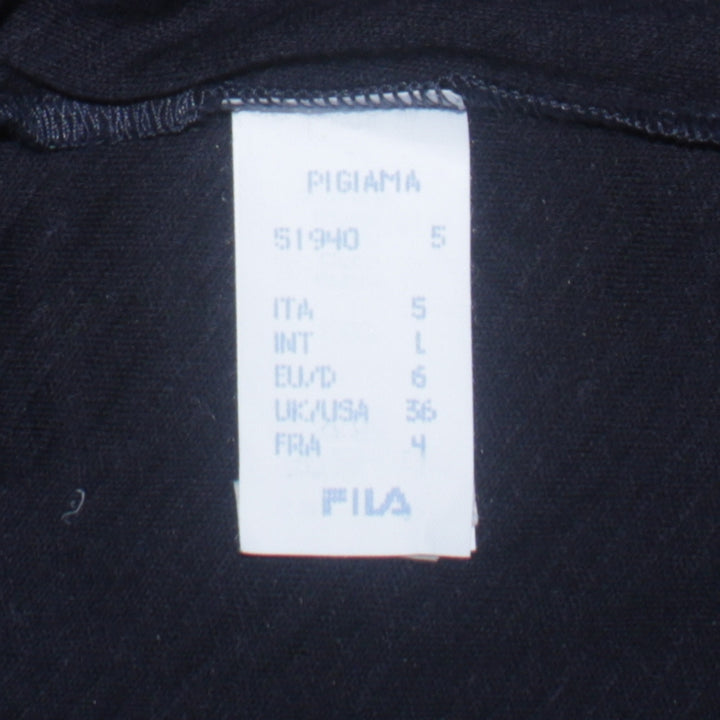 PIGIAMA
51940 5
ITA 5
INT L
EU/D 6
UK/USA 36
FRA 4
FILA